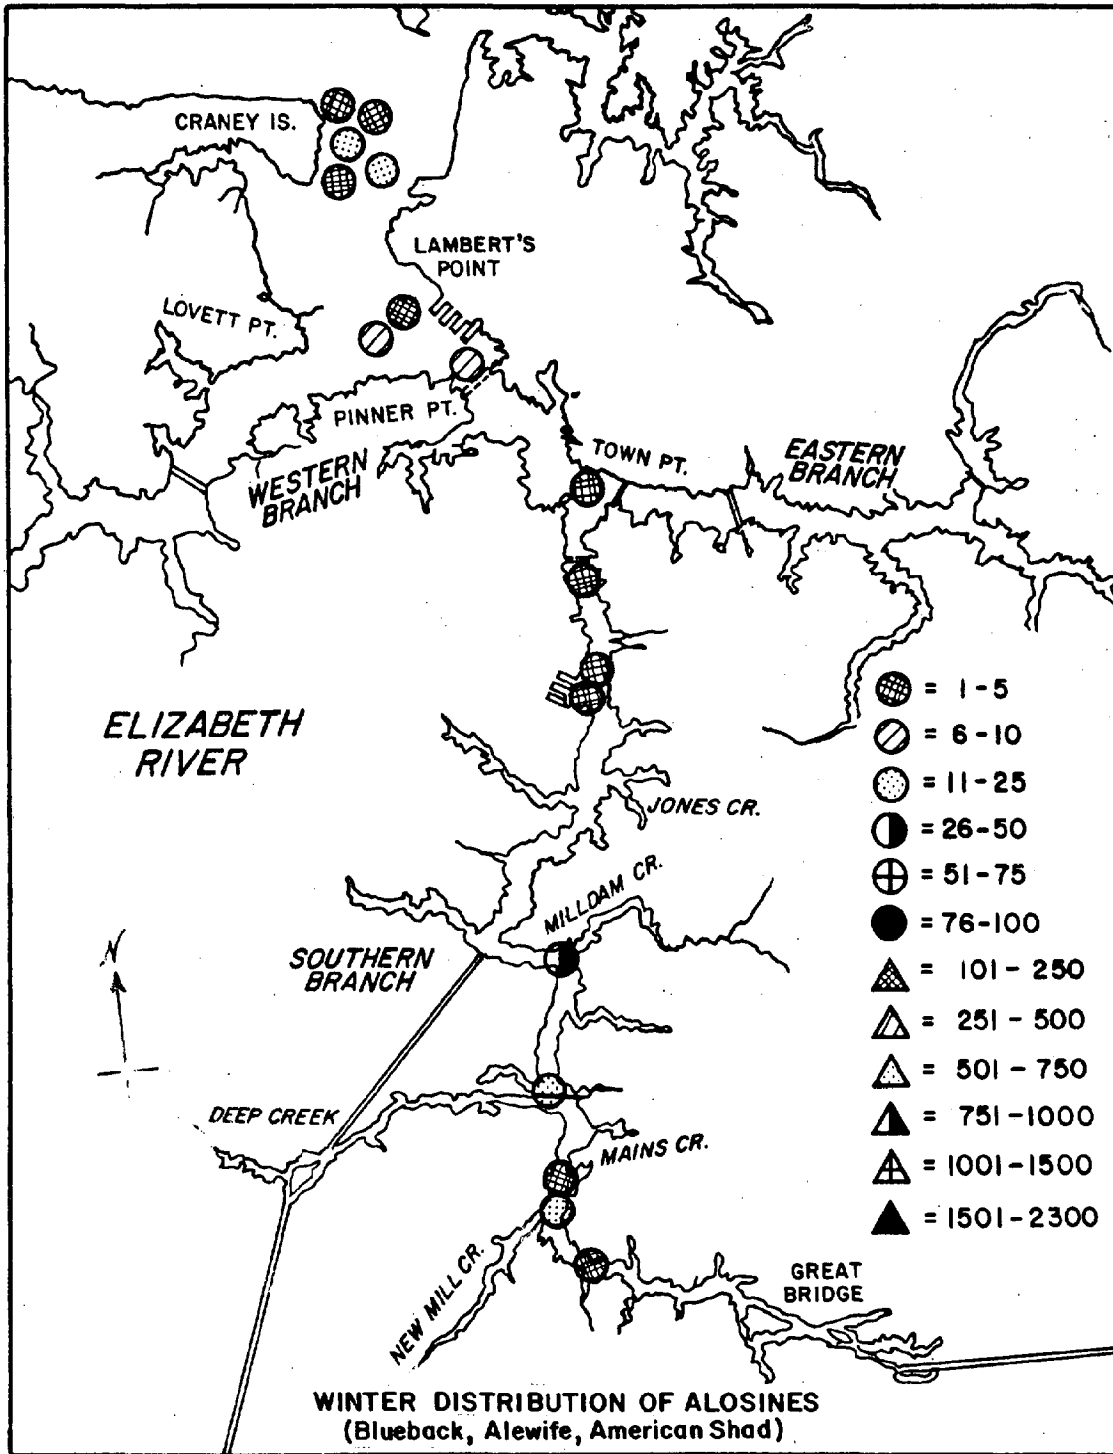 CRANEY IS.
LAMBERT'S
POINT
LOVETT PT.
PINNER PT.
WESTERN
BRANCH
TOWN PT.
EASTERN
BRANCH
ELIZABETH
RIVER
JONES CR.
MILLDAM CR.
SOUTHERN
BRANCH
N
DEEP CREEK
MAINS CR.
NEW MILL CR.
GREAT
BRIDGE
= 1-5
= 6-10
= 11-25
= 26-50
= 51-75
= 76-100
= 101-250
= 251-500
= 501-750
= 751-1000
= 1001-1500
= 1501-2300
WINTER DISTRIBUTION OF ALOSINES
(Blueback, Alewife, American Shad)